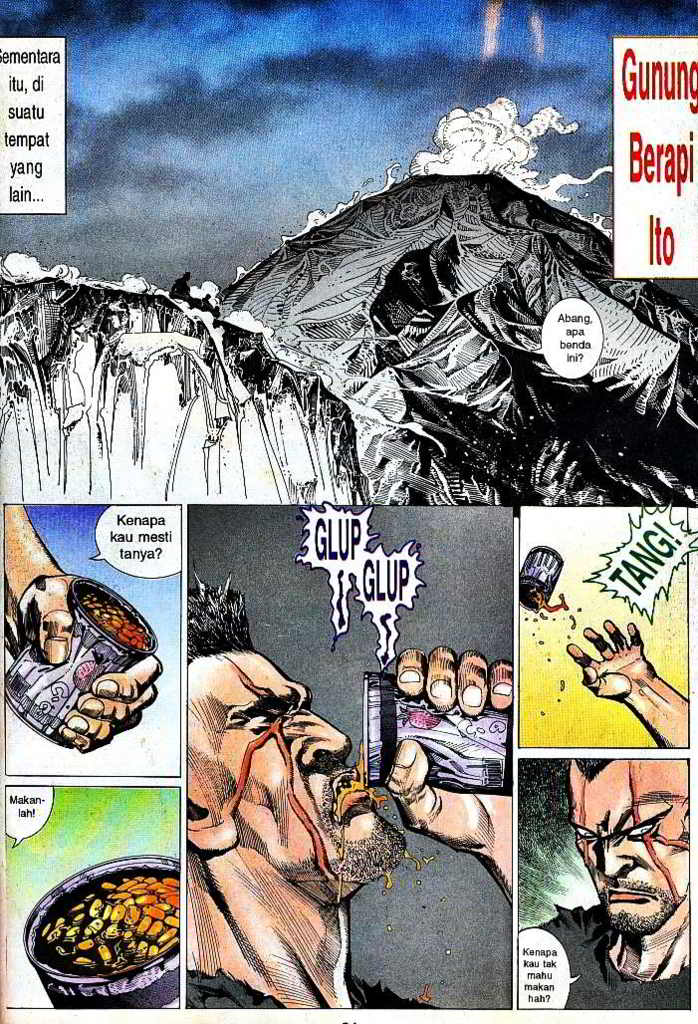 Sementara
itu, di
suatu
tempat
yang
lain...
Gunung
Berapi
Ito
Abang,
apa
benda
ini?
Kenapa
kau mesti
tanya?
GLUP
GLUP
TANG!
Makan-
lah!
Kenapa
kau tak
mahu
makan
hah?